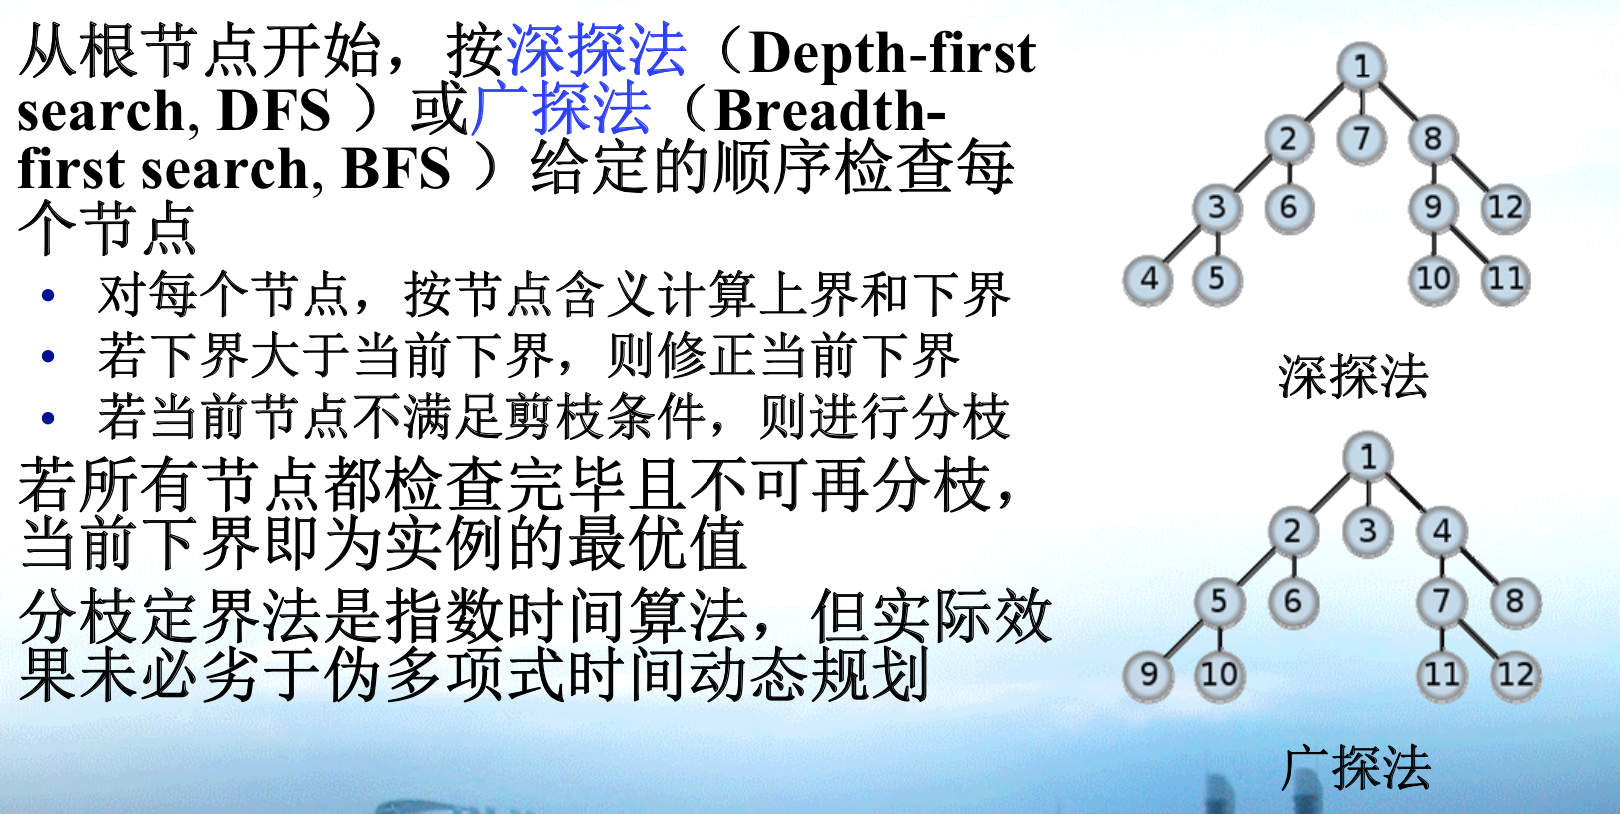 从根节点开始，按深探法（Depth-first
search, DFS ）或广探法（Breadth-
first search, BFS ）给定的顺序检查每
个节点
• 对每个节点，按节点含义计算上界和下界
• 若下界大于当前下界，则修正当前下界
• 若当前节点不满足剪枝条件，则进行分枝
若所有节点都检查完毕且不可再分枝，
当前下界即为实例的最优值
分枝定界法是指数时间算法，但实际效
果未必劣于伪多项式时间动态规划
1
2 7 8
3 6 9 12
4 5 10 11
深探法
1
2 3 4
5 6 7 8
9 10 11 12
广探法